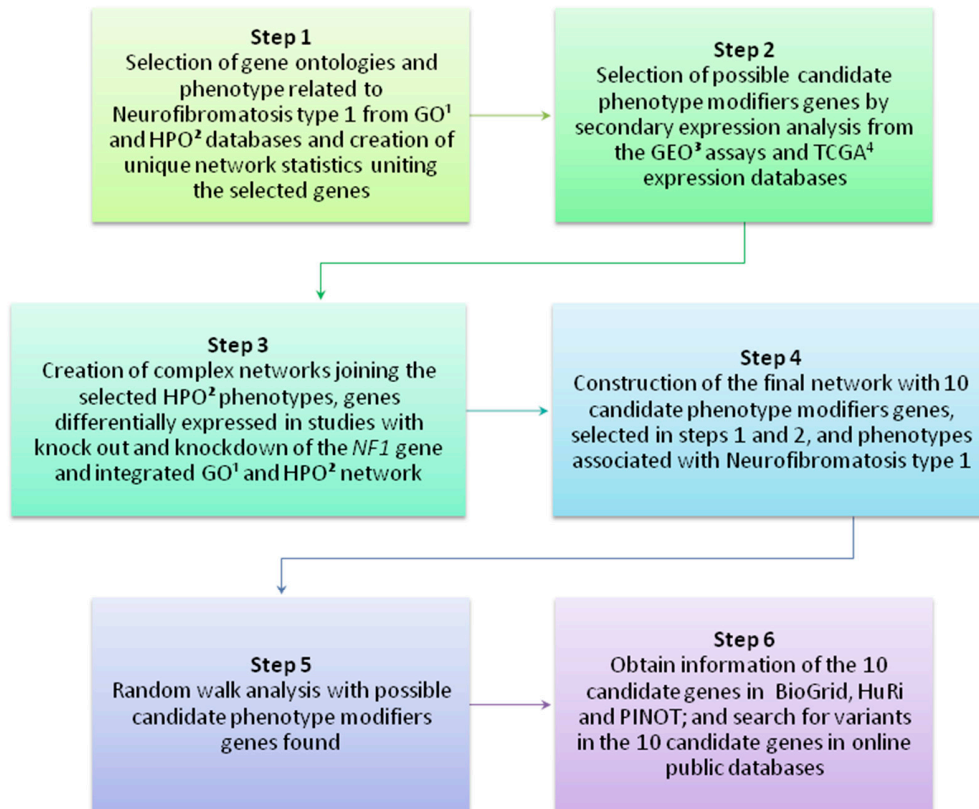 Step 1
Selection of gene ontologies and
phenotype related to
Neurofibromatosis type 1 from GO¹
and HPO² databases and creation of
unique network statistics uniting
the selected genes
Step 2
Selection of possible candidate
phenotype modifiers genes by
secondary expression analysis from
the GEO³ assays and TCGA⁴
expression databases
Step 3
Creation of complex networks joining the
selected HPO² phenotypes, genes
differentially expressed in studies with
knock out and knockdown of the NF1 gene
and integrated GO¹ and HPO² network
Step 4
Construction of the final network with 10
candidate phenotype modifiers genes,
selected in steps 1 and 2, and phenotypes
associated with Neurofibromatosis type 1
Step 5
Random walk analysis with possible
candidate phenotype modifiers
genes found
Step 6
Obtain information of the 10
candidate genes in BioGrid, HuRi
and PINOT; and search for variants
in the 10 candidate genes in online
public databases